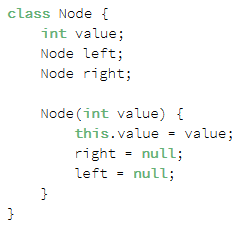 class Node {
    int value;
    Node left;
    Node right;

    Node(int value) {
        this.value = value;
        right = null;
        left = null;
    }
}